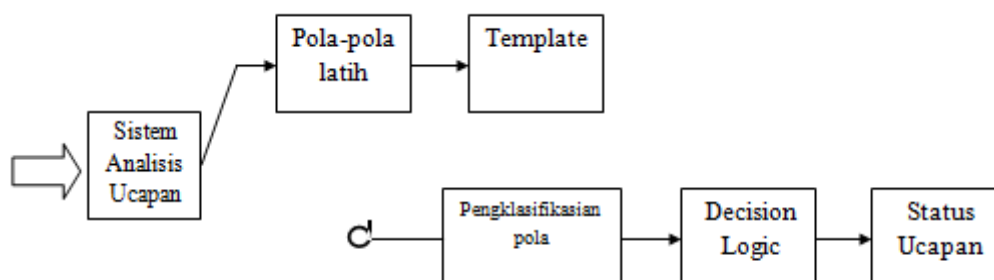 Pola-pola
latih
Template
Sistem
Analisis
Ucapan
Pengklasifikasian
pola
Decision
Logic
Status
Ucapan